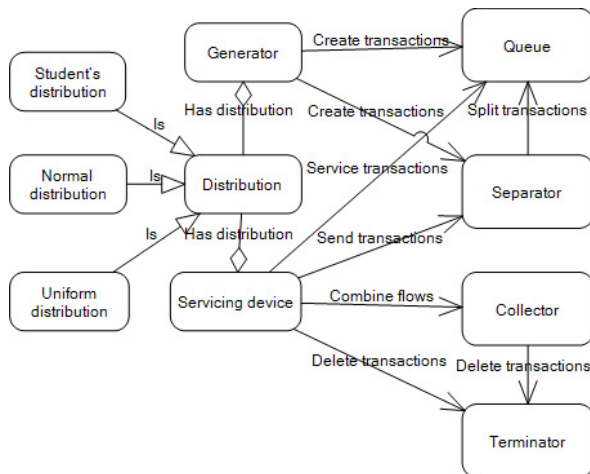 Generator
Create transactions
Queue
Student's
distribution
Is
Has distribution
Create transactions
Split transactions
Normal
distribution
Is
Distribution
Service transactions
Separator
Is
Has distribution
Send transactions
Uniform
distribution
Servicing device
Combine flows
Collector
Delete transactions
Delete transactions
Terminator